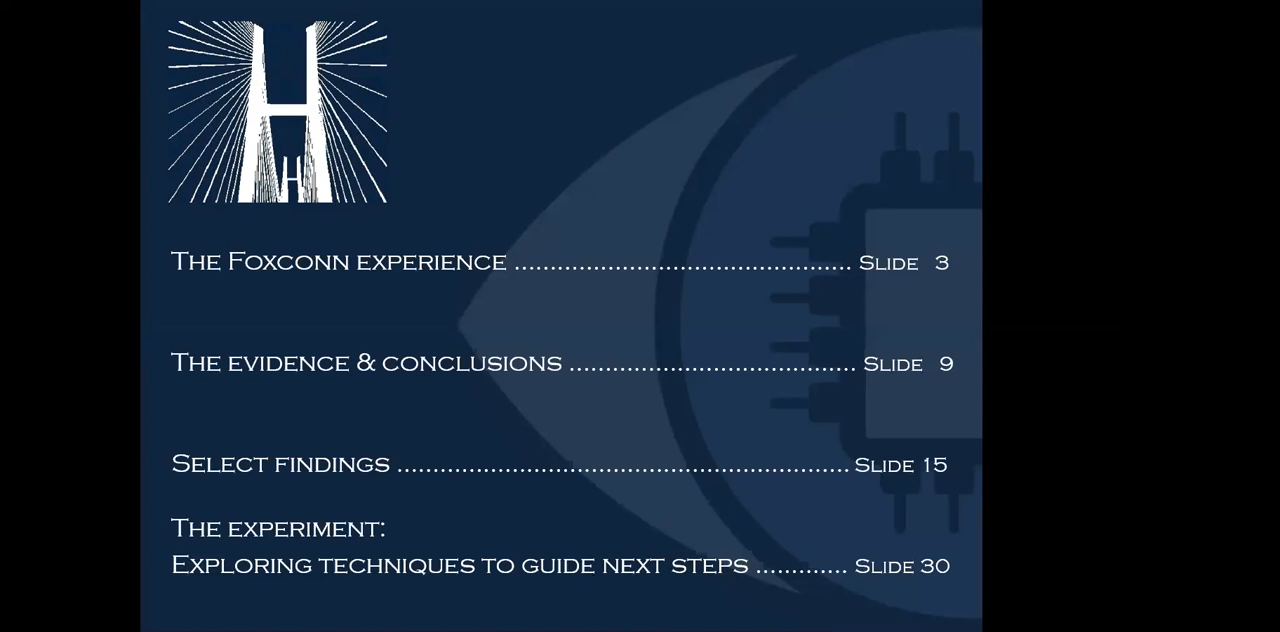 The Foxconn experience ............................................... Slide 3
The evidence & conclusions ........................................ Slide 9
Select findings ............................................................... Slide 15
The experiment:
Exploring techniques to guide next steps ............. Slide 30